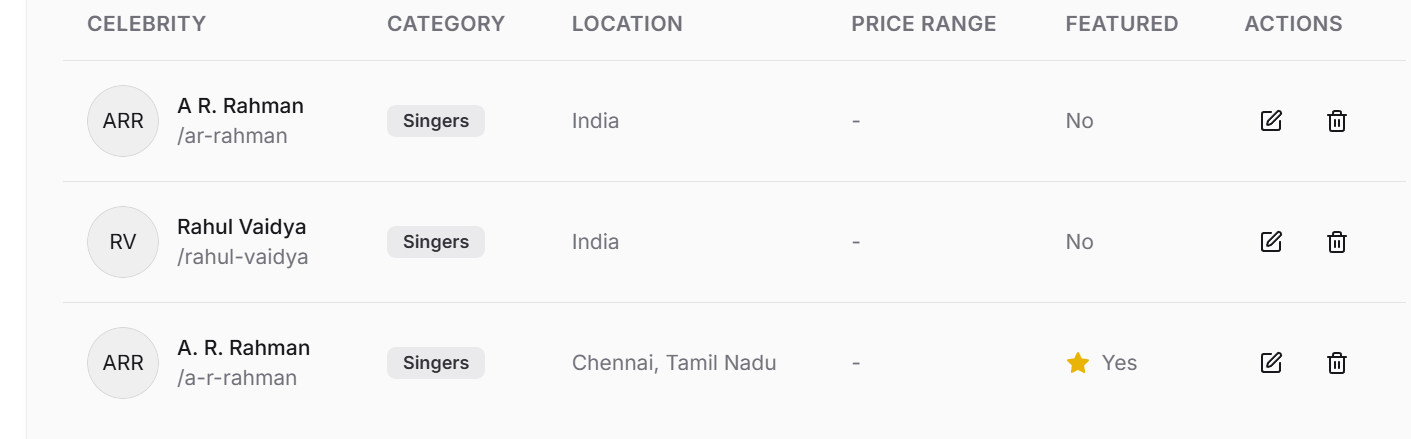 CELEBRITY CATEGORY LOCATION PRICE RANGE FEATURED ACTIONS
ARR A R. Rahman Singers India - No
/ar-rahman
RV Rahul Vaidya Singers India - No
/rahul-vaidya
ARR A. R. Rahman Singers Chennai, Tamil Nadu - Yes
/a-r-rahman